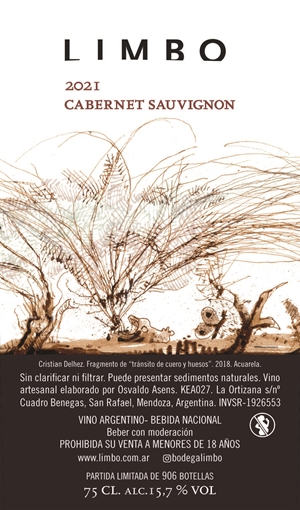 LIMBO
2021
CABERNET SAUVIGNON
Cristian Delhez. Fragmento de “tránsito de cuero y huesos”. 2018. Acuarela.
Sin clarificar ni filtrar. Puede presentar sedimentos naturales. Vino
artesanal elaborado por Osvaldo Asens. KEA027. La Ortizana s/nº
Cuadro Benegas, San Rafael, Mendoza, Argentina. INVSR-1926553
VINO ARGENTINO- BEBIDA NACIONAL
Beber con moderación
PROHIBIDA SU VENTA A MENORES DE 18 AÑOS
www.limbo.com.ar @bodegalimbo
PARTIDA LIMITADA DE 906 BOTELLAS
75 CL. ALC.15,7 % VOL